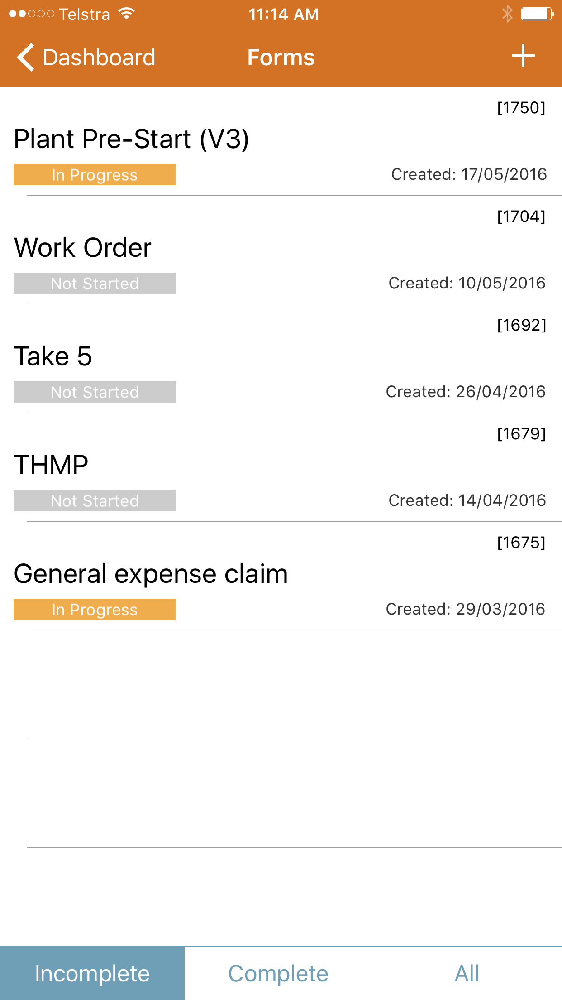 Telstra 11:14 AM
Dashboard Forms
[1750]
Plant Pre-Start (V3)
In Progress Created: 17/05/2016
[1704]
Work Order
Not Started Created: 10/05/2016
[1692]
Take 5
Not Started Created: 26/04/2016
[1679]
THMP
Not Started Created: 14/04/2016
[1675]
General expense claim
In Progress Created: 29/03/2016
Incomplete Complete All